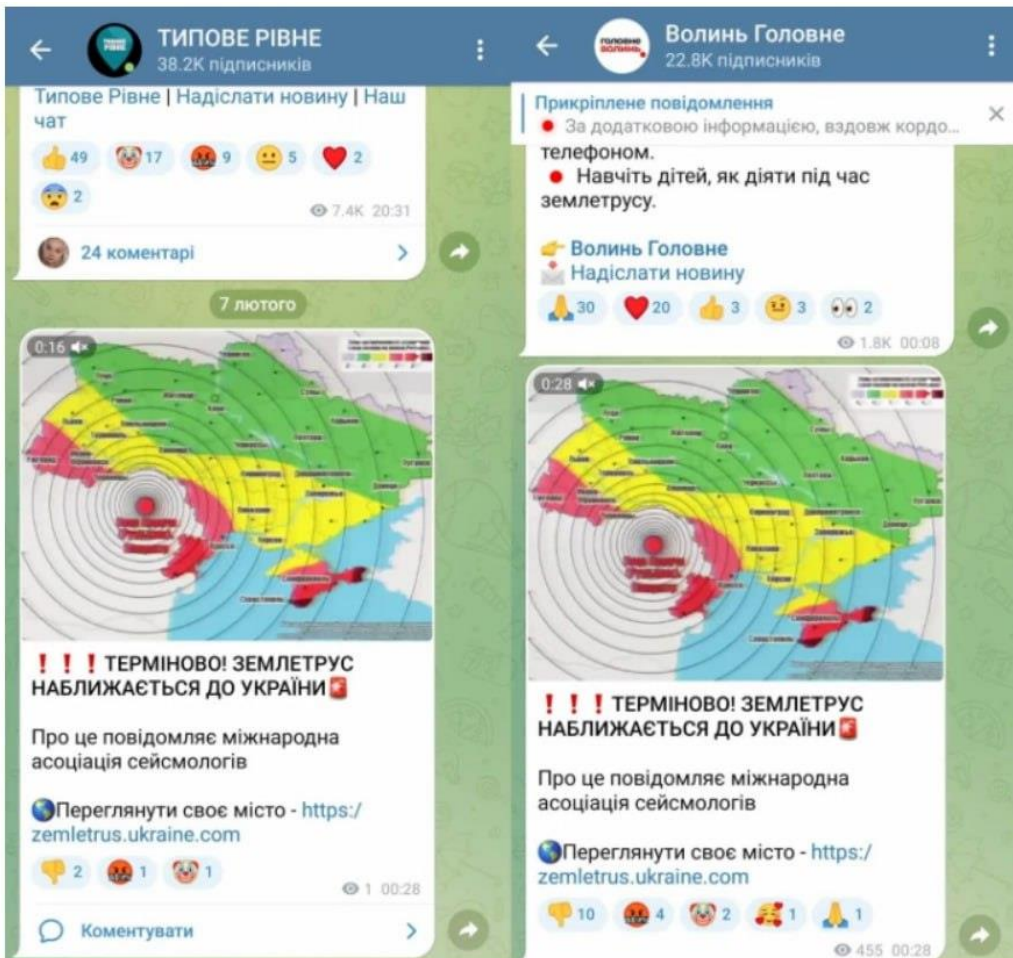 ТИПОВЕ РІВНЕ
38.2K підписників
Типове Рівне | Надіслати новину | Наш
чат
49
17
9
5
2
2
7.4K 20:31
24 коментарі
7 лютого
0:16
❗❗❗ТЕРМІНОВО! ЗЕМЛЕТРУС
НАБЛИЖАЄТЬСЯ ДО УКРАЇНИ🚨
Про це повідомляє міжнародна
асоціація сейсмологів
🌎Переглянути своє місто - https:/
zemletrus.ukraine.com
2
1
1
1 00:28
Коментувати
ГОЛОВНЕ
ВОЛИНЬ
Волинь Головне
22.8K підписників
Прикріплене повідомлення
За додатковою інформацією, вздовж кордо...
телефоном.
Навчіть дітей, як діяти під час
землетрусу.
👉 Волинь Головне
📩 Надіслати новину
30
20
3
3
2
1.8K 00:08
0:28
❗❗❗ТЕРМІНОВО! ЗЕМЛЕТРУС
НАБЛИЖАЄТЬСЯ ДО УКРАЇНИ🚨
Про це повідомляє міжнародна
асоціація сейсмологів
🌎Переглянути своє місто - https:/
zemletrus.ukraine.com
10
4
2
1
1
455 00:28